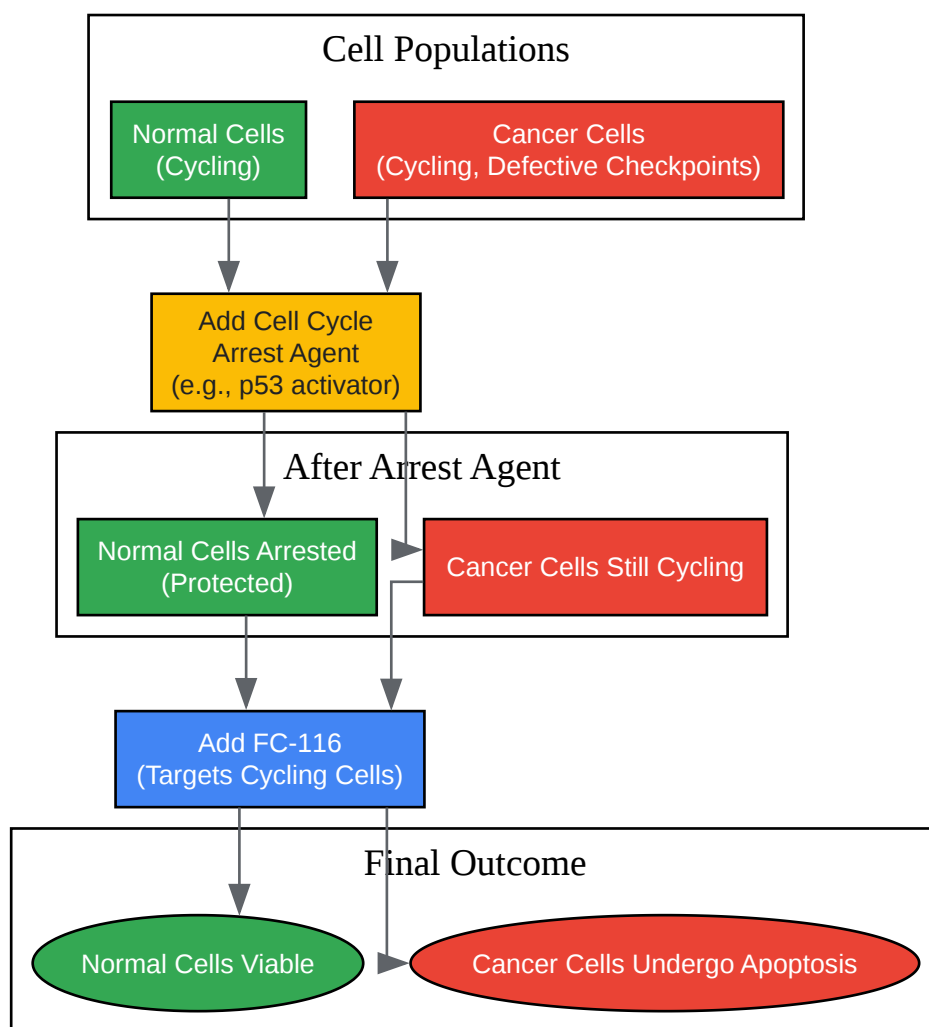 Cell Populations
Normal Cells
(Cycling)
Cancer Cells
(Cycling, Defective Checkpoints)
Add Cell Cycle
Arrest Agent
(e.g., p53 activator)
After Arrest Agent
Normal Cells Arrested
(Protected)
Cancer Cells Still Cycling
Add FC-116
(Targets Cycling Cells)
Final Outcome
Normal Cells Viable
Cancer Cells Undergo Apoptosis